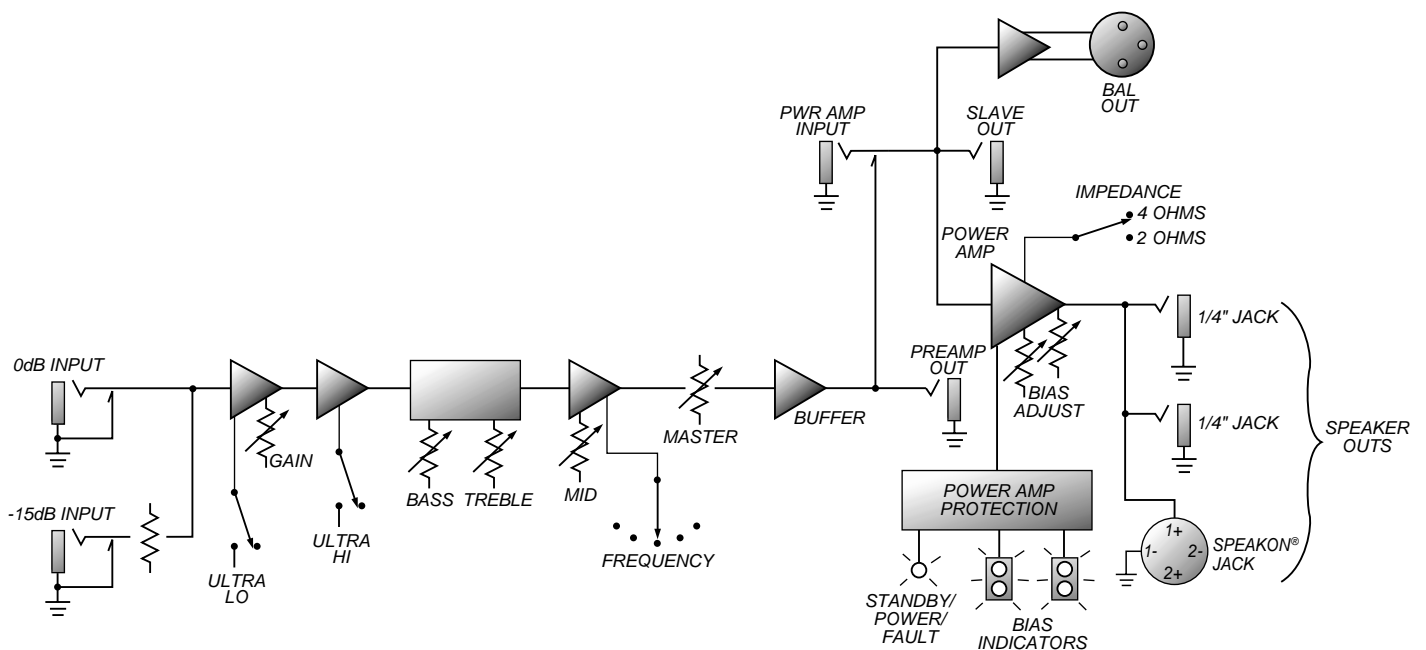 BAL
OUT
PWR AMP
INPUT
SLAVE
OUT
IMPEDANCE
4 OHMS
2 OHMS
POWER
AMP
1/4" JACK
BIAS
ADJUST
1/4" JACK
SPEAKER
OUTS
0dB INPUT
GAIN
BASS
TREBLE
MID
MASTER
BUFFER
PREAMP
OUT
-15dB INPUT
ULTRA
LO
ULTRA
HI
FREQUENCY
POWER AMP
PROTECTION
1+
1-
2-
2+
SPEAKON®
JACK
STANDBY/
POWER/
FAULT
BIAS
INDICATORS